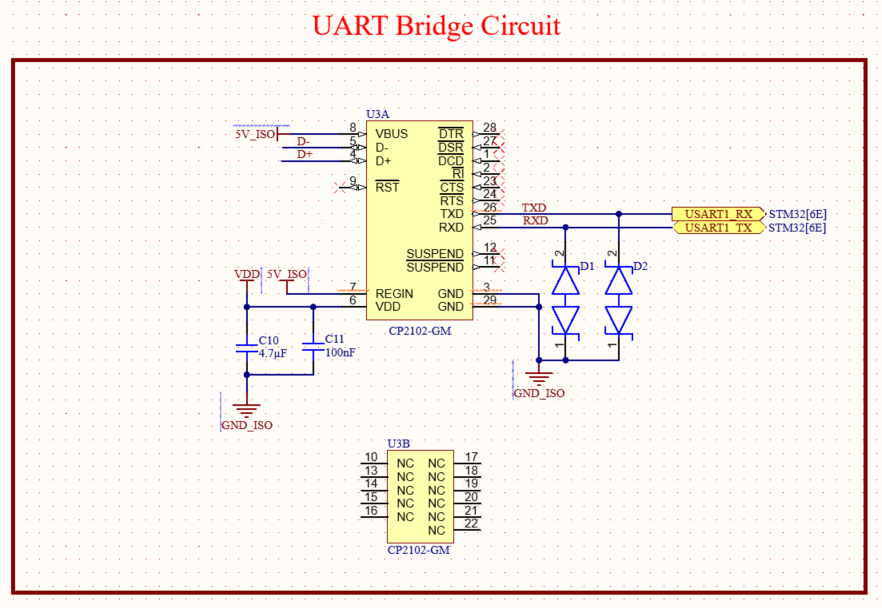 UART Bridge Circuit
U3A
5V_ISO 8 VBUS DTR 28
D- 5 D- DSR 27
D+ 4 D+ DCD 1
RI 2
9 RST CTS 23
RTS 24
TXD 26 TXD USART1_RX STM32[6E]
RXD 25 RXD USART1_TX STM32[6E]
SUSPEND 12
SUSPEND 11
2 D1 2 D2
VDD 5V_ISO
7 REGIN GND 3
6 VDD GND 29
CP2102-GM
C10
4.7µF
C11
100nF
1 1
GND_ISO
GND_ISO
U3B
10 NC NC 17
13 NC NC 18
14 NC NC 19
15 NC NC 20
16 NC NC 21
NC 22
CP2102-GM